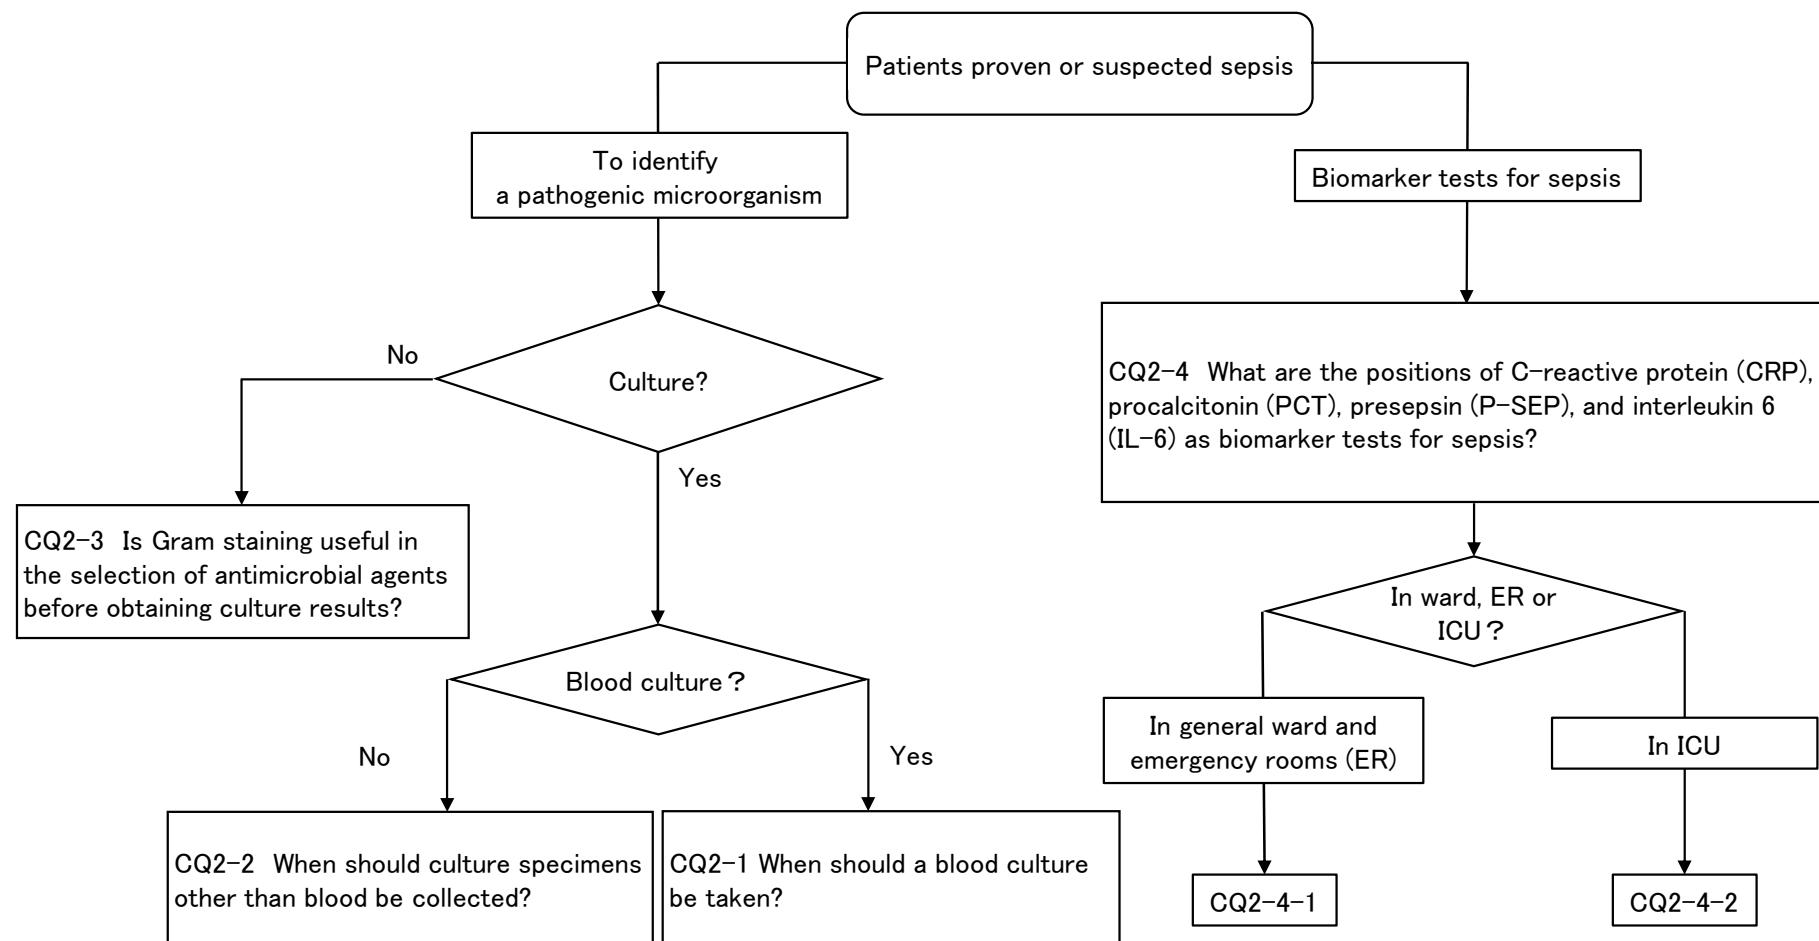 Patients proven or suspected sepsis
To identify
a pathogenic microorganism
Biomarker tests for sepsis
No
Culture?
Yes
CQ2-4 What are the positions of C-reactive protein (CRP),
procalcitonin (PCT), presepsin (P-SEP), and interleukin 6
(IL-6) as biomarker tests for sepsis?
CQ2-3 Is Gram staining useful in
the selection of antimicrobial agents
before obtaining culture results?
In ward, ER or
ICU?
Blood culture?
No
Yes
In general ward and
emergency rooms (ER)
In ICU
CQ2-2 When should culture specimens
other than blood be collected?
CQ2-1 When should a blood culture
be taken?
CQ2-4-1
CQ2-4-2